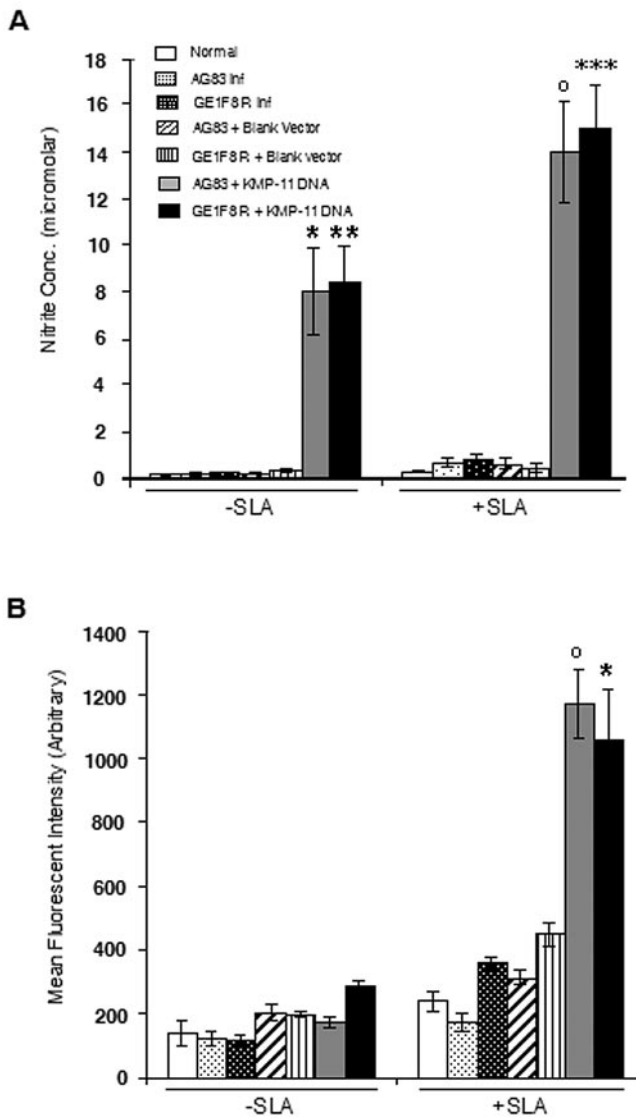 A
Nitrite Conc. (micromolar)
18
16
14
12
10
8
6
4
2
0
Normal
AG83 Inf
GE1F8R Inf
AG83 + Blank Vector
GE1F8R + Blank vector
AG83 + KMP-11 DNA
GE1F8R + KMP-11 DNA
* **
o ***
-SLA +SLA
B
Mean Fluorescent Intensity (Arbitrary)
1400
1200
1000
800
600
400
200
0
o *
-SLA +SLA